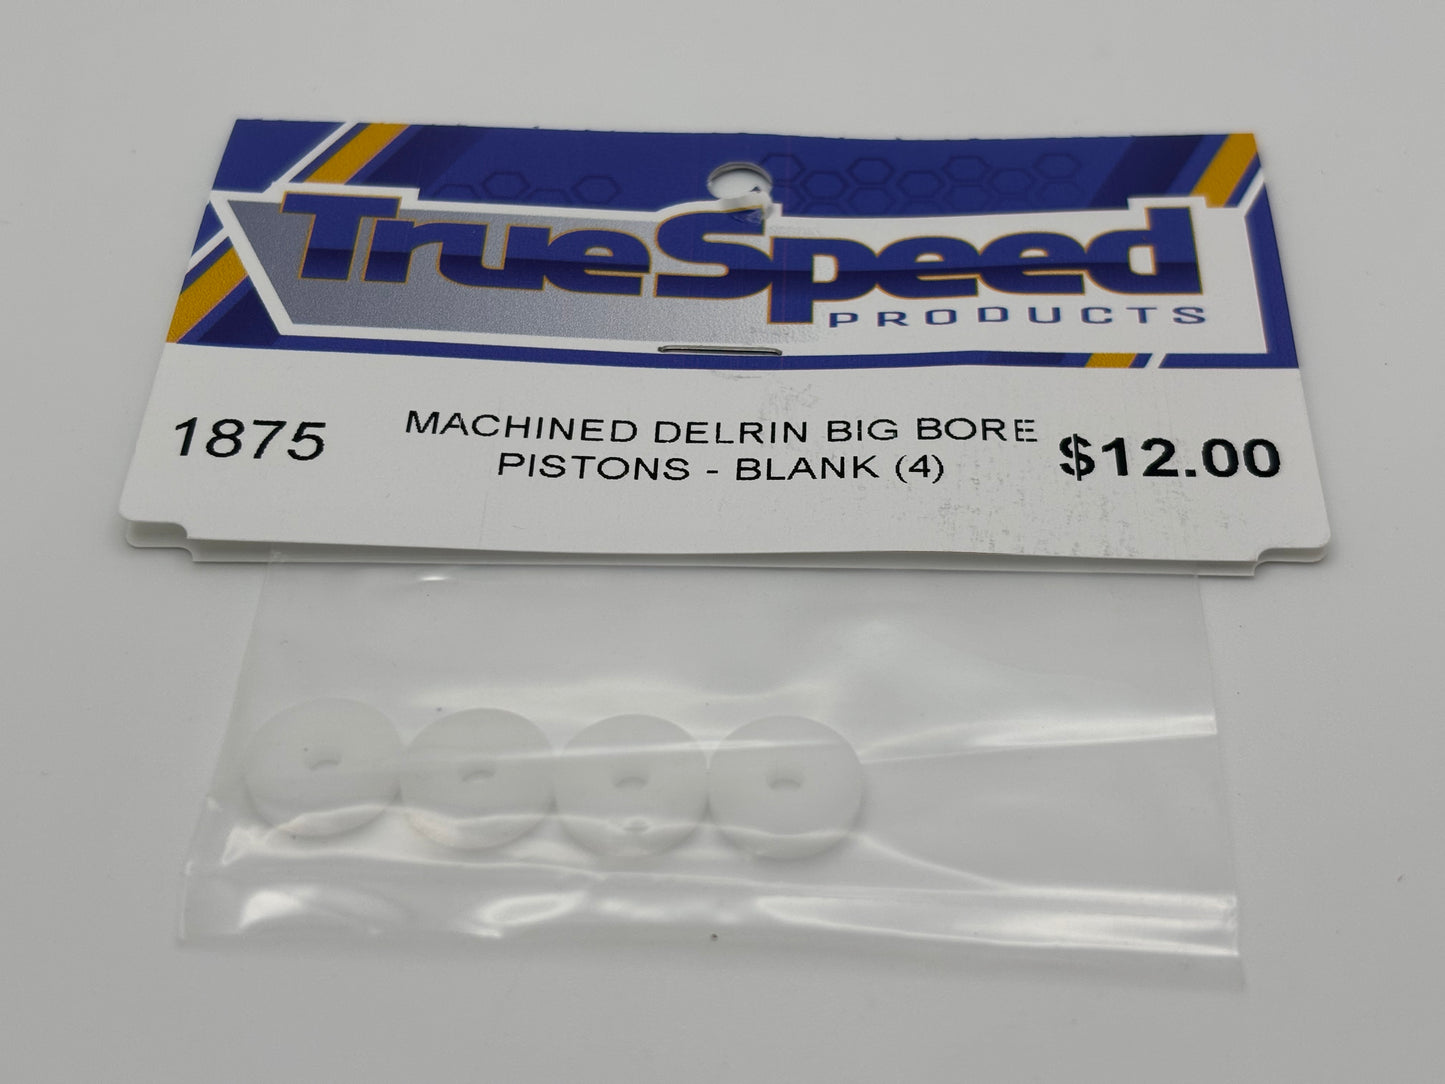 TrueSpeed
PRODUCTS
1875
MACHINED DELRIN BIG BORE
PISTONS - BLANK (4)
$12.00